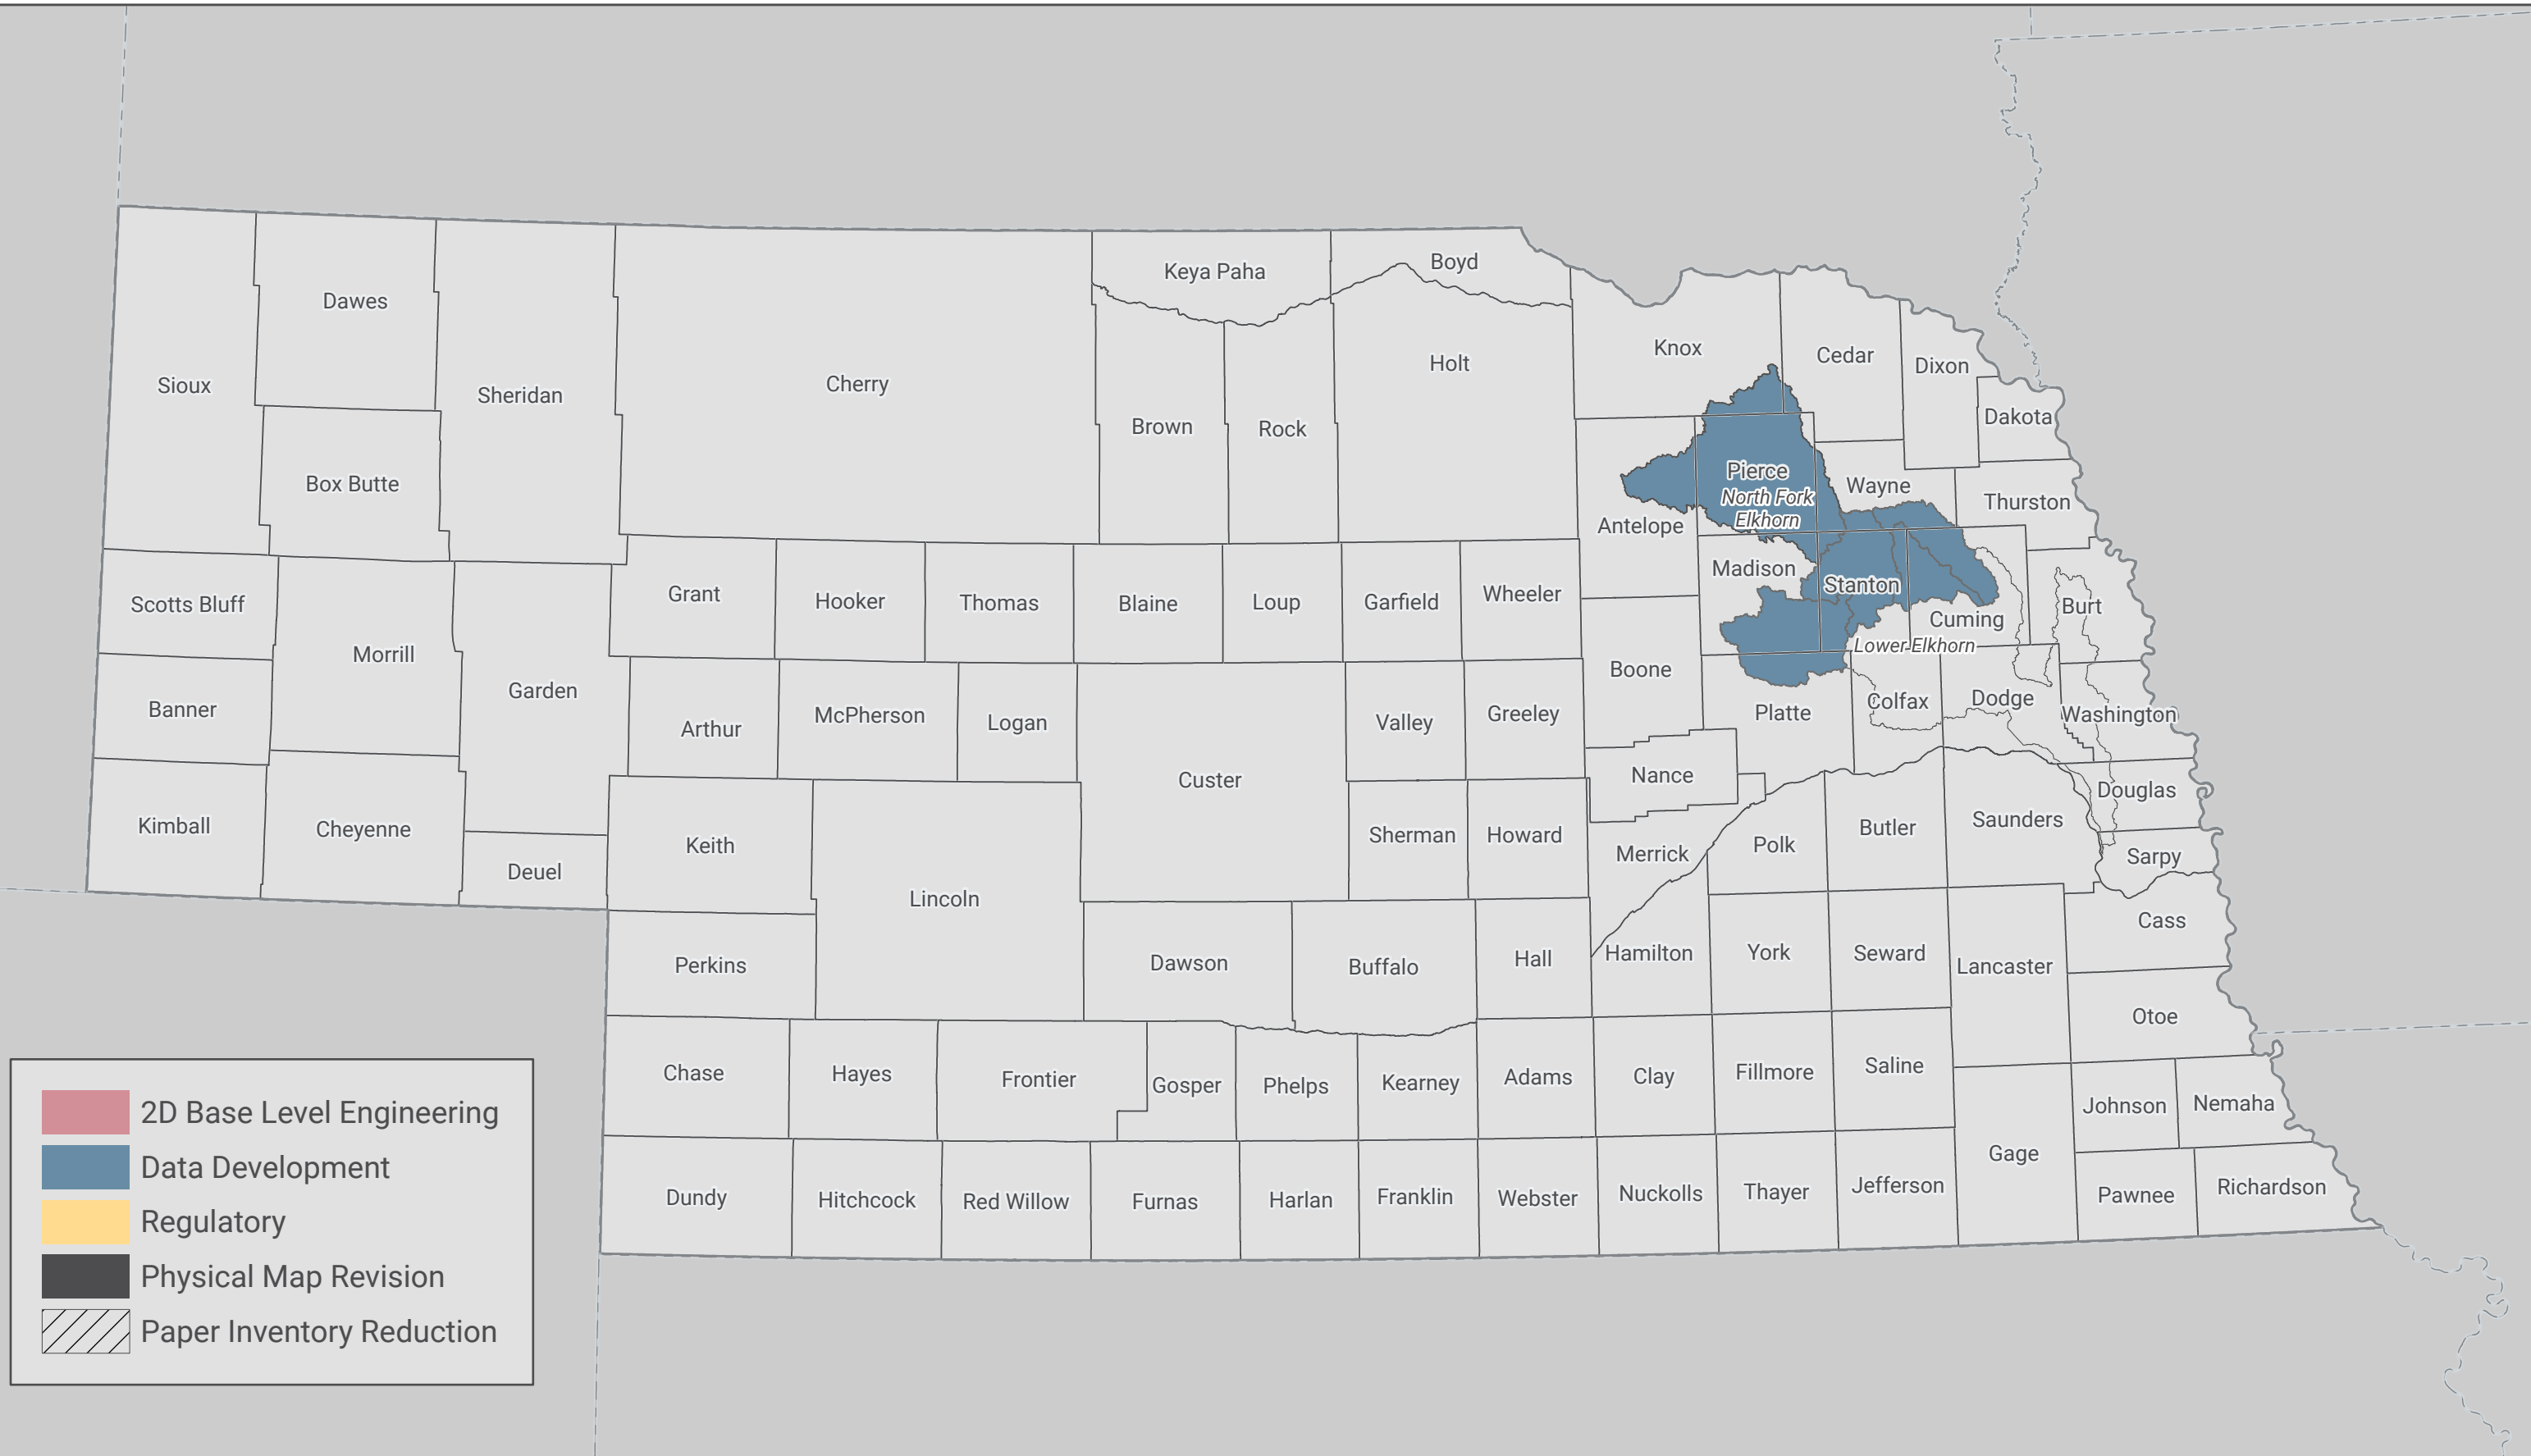 Keya Paha
Boyd
Dawes
Knox
Cedar
Dixon
Sioux
Sheridan
Cherry
Holt
Dakota
Brown
Rock
Box Butte
Pierce
North Fork
Elkhorn
Wayne
Thurston
Antelope
Madison
Stanton
Scotts Bluff
Grant
Hooker
Thomas
Blaine
Loup
Garfield
Wheeler
Burt
Cuming
Lower Elkhorn
Morrill
Garden
Boone
Banner
Arthur
McPherson
Logan
Valley
Greeley
Platte
Colfax
Dodge
Washington
Custer
Nance
Douglas
Kimball
Cheyenne
Keith
Sherman
Howard
Merrick
Polk
Butler
Saunders
Sarpy
Deuel
Lincoln
Cass
Perkins
Dawson
Buffalo
Hall
Hamilton
York
Seward
Lancaster
Otoe
Chase
Hayes
Frontier
Gosper
Phelps
Kearney
Adams
Clay
Fillmore
Saline
Johnson
Nemaha
Gage
Dundy
Hitchcock
Red Willow
Furnas
Harlan
Franklin
Webster
Nuckolls
Thayer
Jefferson
Pawnee
Richardson
2D Base Level Engineering
Data Development
Regulatory
Physical Map Revision
Paper Inventory Reduction